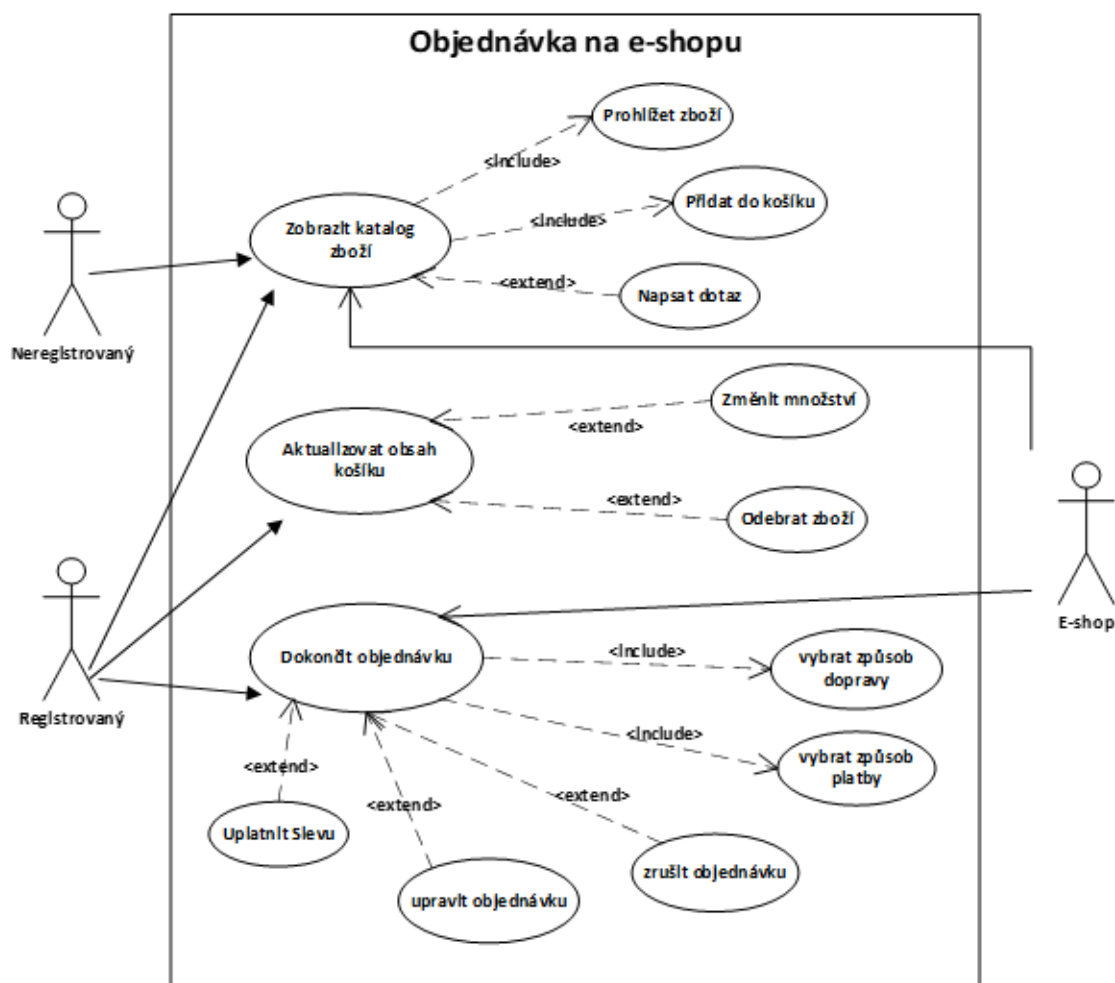 Objednávka na e-shopu
Prohlížet zboží
<Include>
Přidat do košíku
<Include>
Zobrazit katalog
zboží
<extend>
Napsat dotaz
Neregistrovaný
Změnit množství
<extend>
Aktualizovat obsah
košíku
<extend>
Odebrat zboží
E-shop
Dokončit objednávku
<Include>
vybrat způsob
dopravy
Registrovaný
<Include>
vybrat způsob
platby
<extend>
<extend>
<extend>
Uplatnit Slevu
zrušit objednávku
upravit objednávku